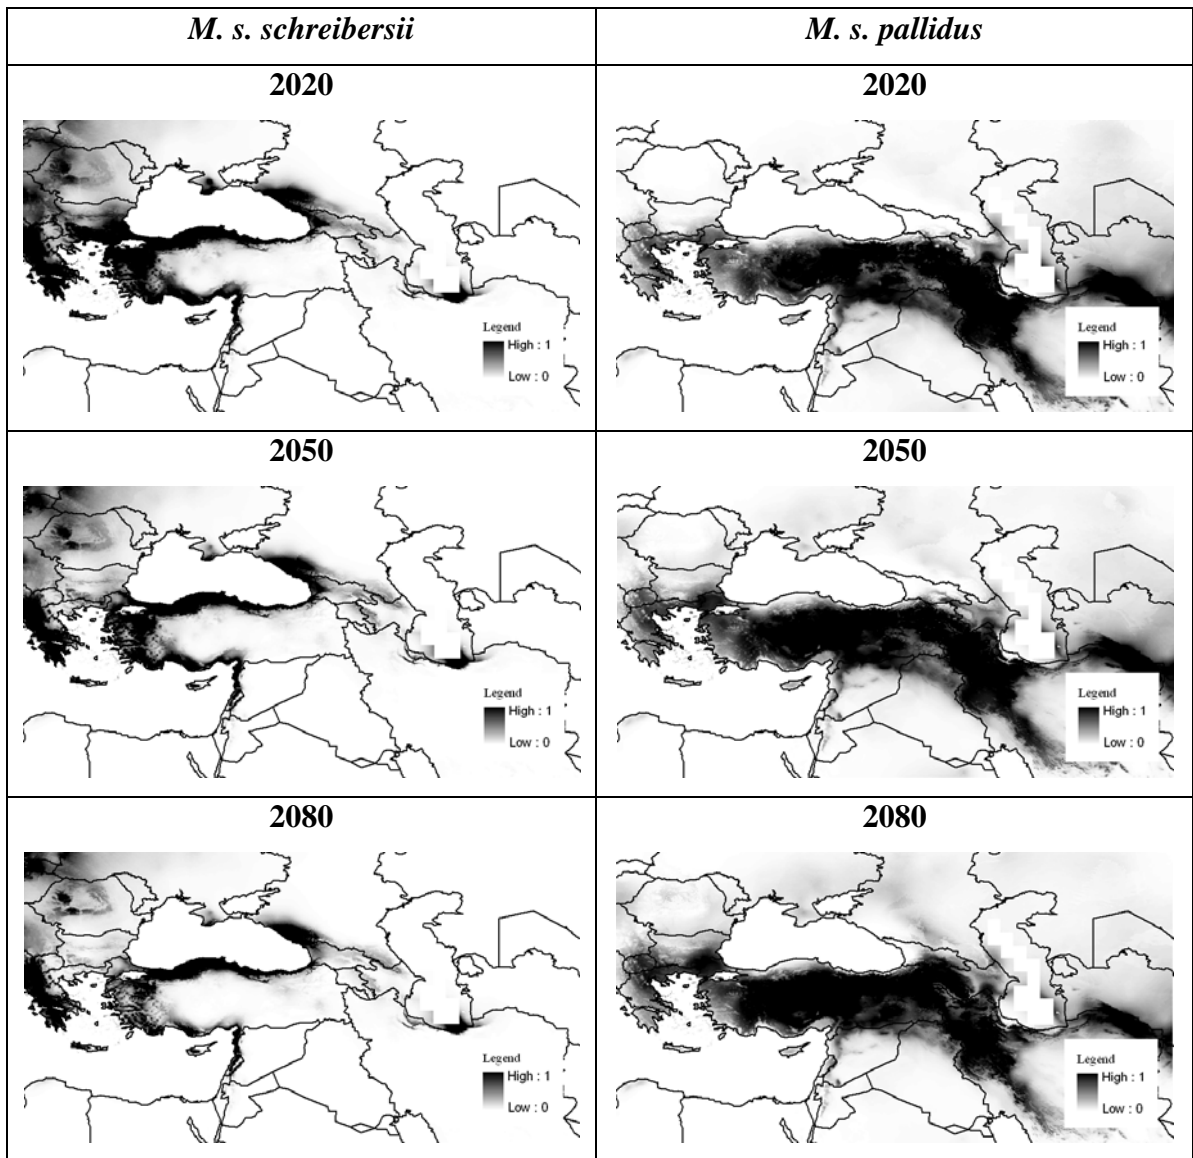 M. s. schreibersii
M. s. pallidus
2020
2020
Legend
High : 1
Low : 0
Legend
High : 1
Low : 0
2050
2050
Legend
High : 1
Low : 0
Legend
High : 1
Low : 0
2080
2080
Legend
High : 1
Low : 0
Legend
High : 1
Low : 0